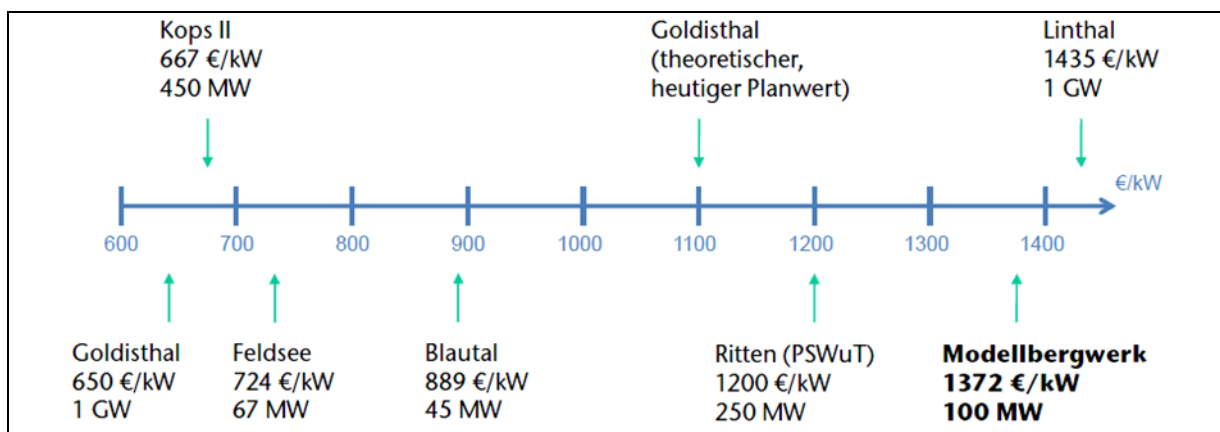 Kops II
667 €/kW
450 MW
Goldisthal
(theoretischer,
heutiger Planwert)
Linthal
1435 €/kW
1 GW
€/kW
600
700
800
900
1000
1100
1200
1300
1400
Goldisthal
650 €/kW
1 GW
Feldsee
724 €/kW
67 MW
Blautal
889 €/kW
45 MW
Ritten (PSWuT)
1200 €/kW
250 MW
Modellbergwerk
1372 €/kW
100 MW